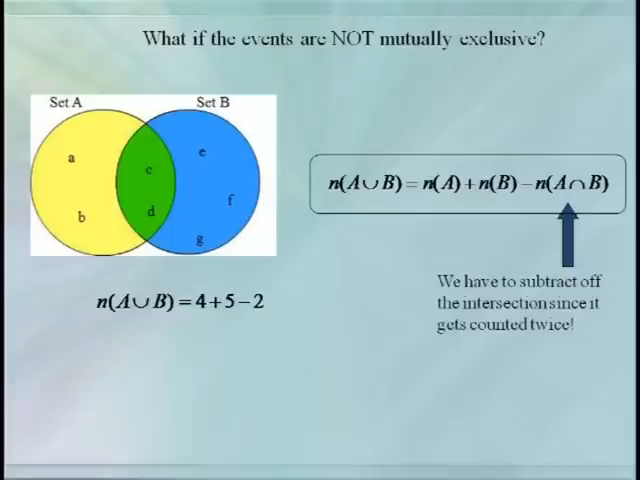 What if the events are NOT mutually exclusive?
Set A Set B
a c e
b d f
g
n(A∪B) = n(A) + n(B) − n(A∩B)
n(A∪B) = 4 + 5 − 2
We have to subtract off
the intersection since it
gets counted twice!